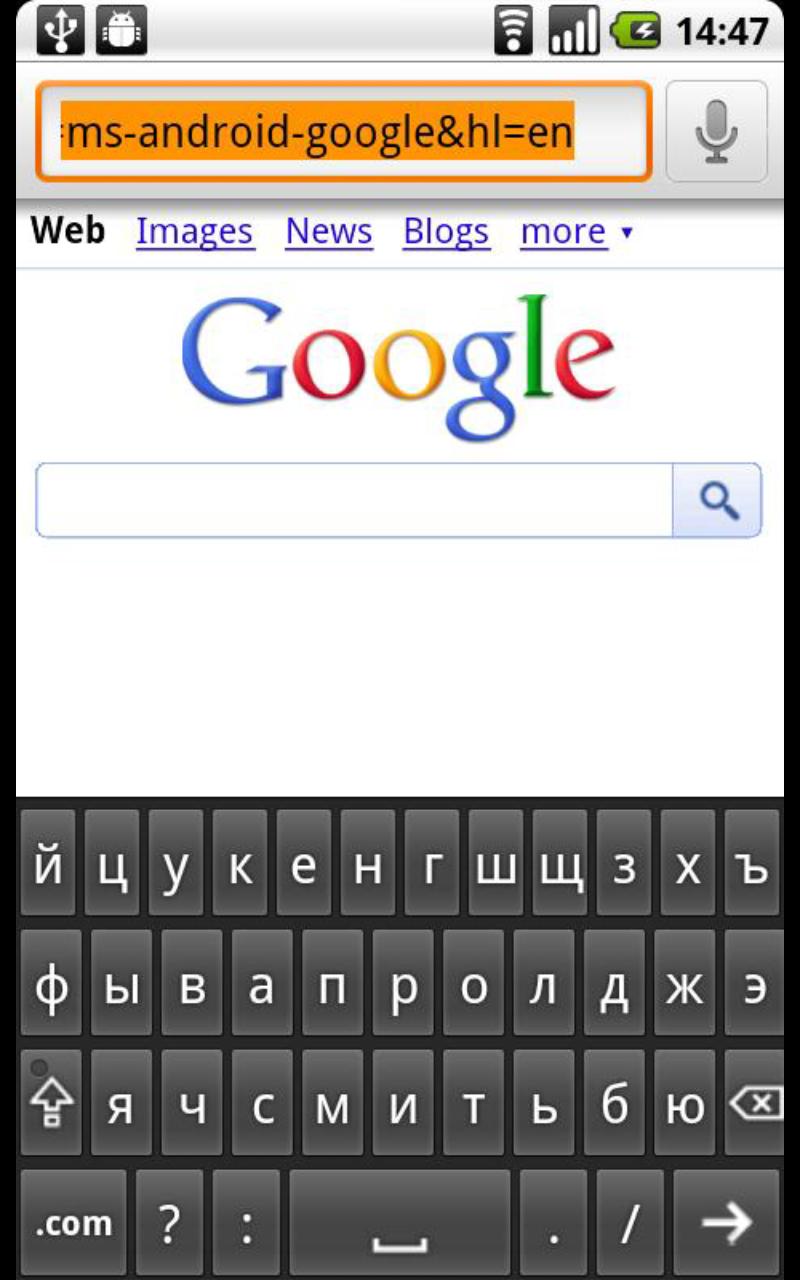 14:47
=ms-android-google&hl=en
Web Images News Blogs more ▼
Google
й ц у к е н г ш щ з х ъ
ф ы в а п р о л д ж э
я ч с м и т ь б ю
.com ? : . /